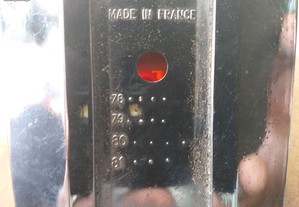 MADE IN FRANCE
78 • • • •
79 • • • •
80 • • • •
81 • • •